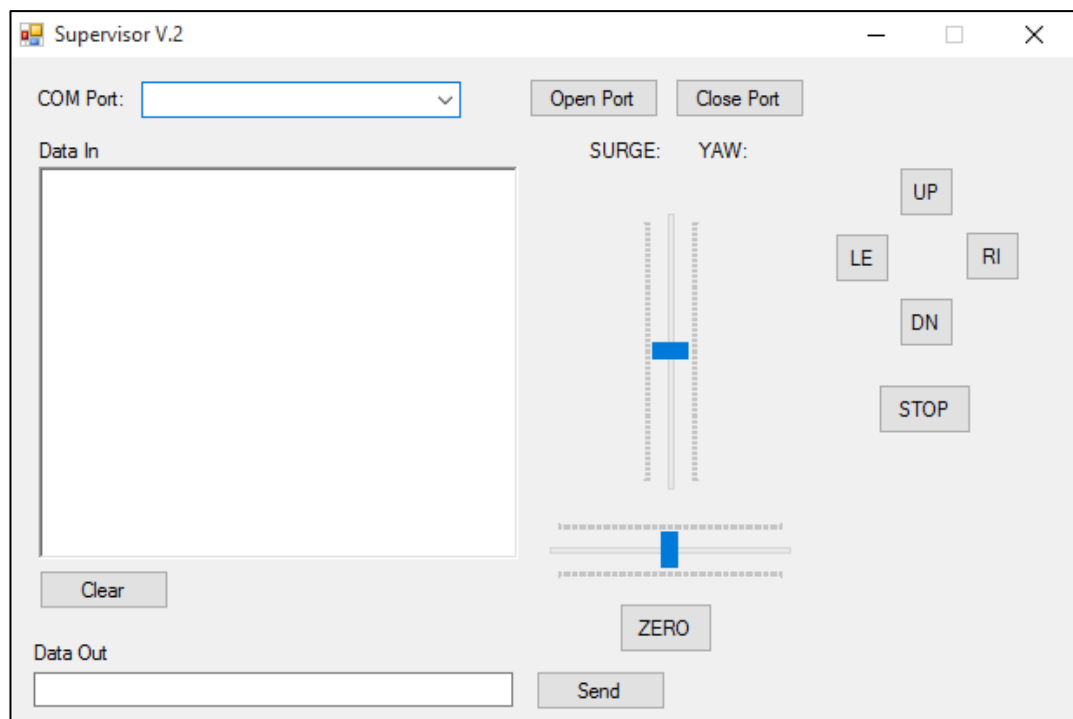 Supervisor V.2
COM Port:
Open Port
Close Port
Data In
SURGE:
YAW:
UP
LE
RI
DN
STOP
Clear
ZERO
Data Out
Send